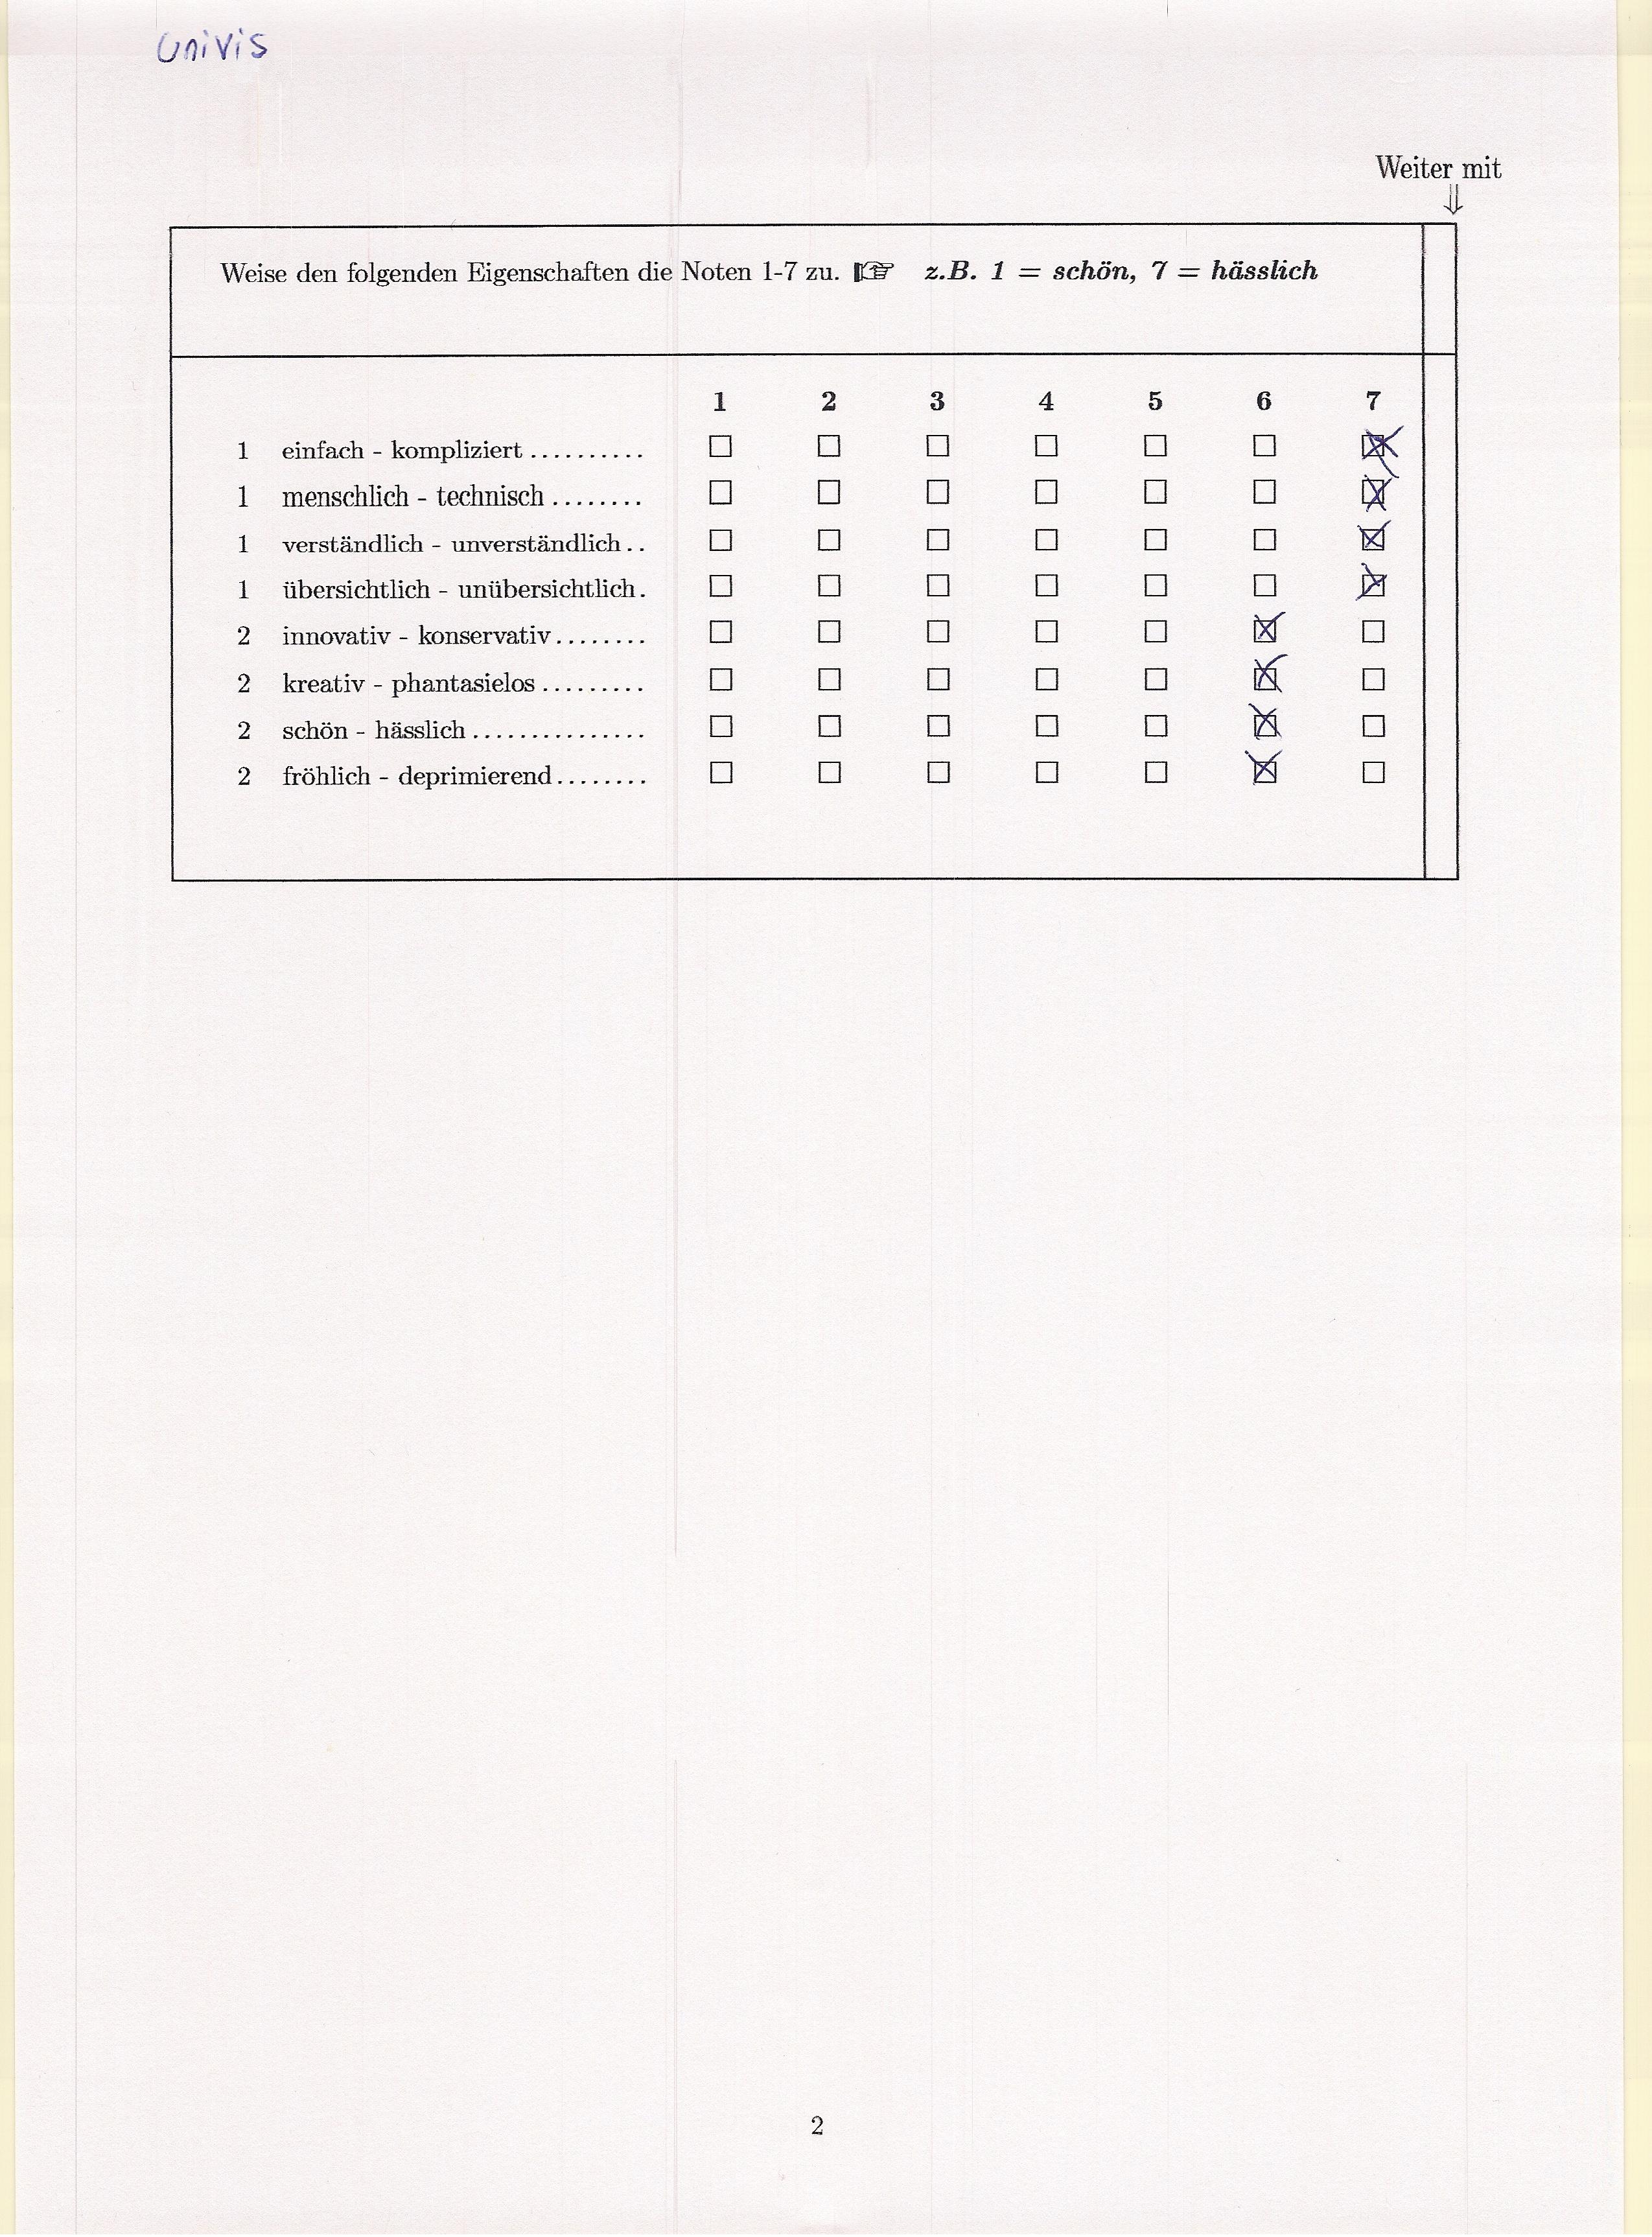 Univis
Weiter mit
⇓
Weise den folgenden Eigenschaften die Noten 1-7 zu. ☞ z.B. 1 = schön, 7 = hässlich
1 2 3 4 5 6 7
1 einfach - kompliziert .......... ☐ ☐ ☐ ☐ ☐ ☐ ☒
1 menschlich - technisch ........ ☐ ☐ ☐ ☐ ☐ ☐ ☒
1 verständlich - unverständlich .. ☐ ☐ ☐ ☐ ☐ ☐ ☒
1 übersichtlich - unübersichtlich . ☐ ☐ ☐ ☐ ☐ ☐ ☒
2 innovativ - konservativ ........ ☐ ☐ ☐ ☐ ☐ ☒ ☐
2 kreativ - phantasielos ......... ☐ ☐ ☐ ☐ ☐ ☒ ☐
2 schön - hässlich ............... ☐ ☐ ☐ ☐ ☐ ☒ ☐
2 fröhlich - deprimierend ........ ☐ ☐ ☐ ☐ ☐ ☒ ☐
2